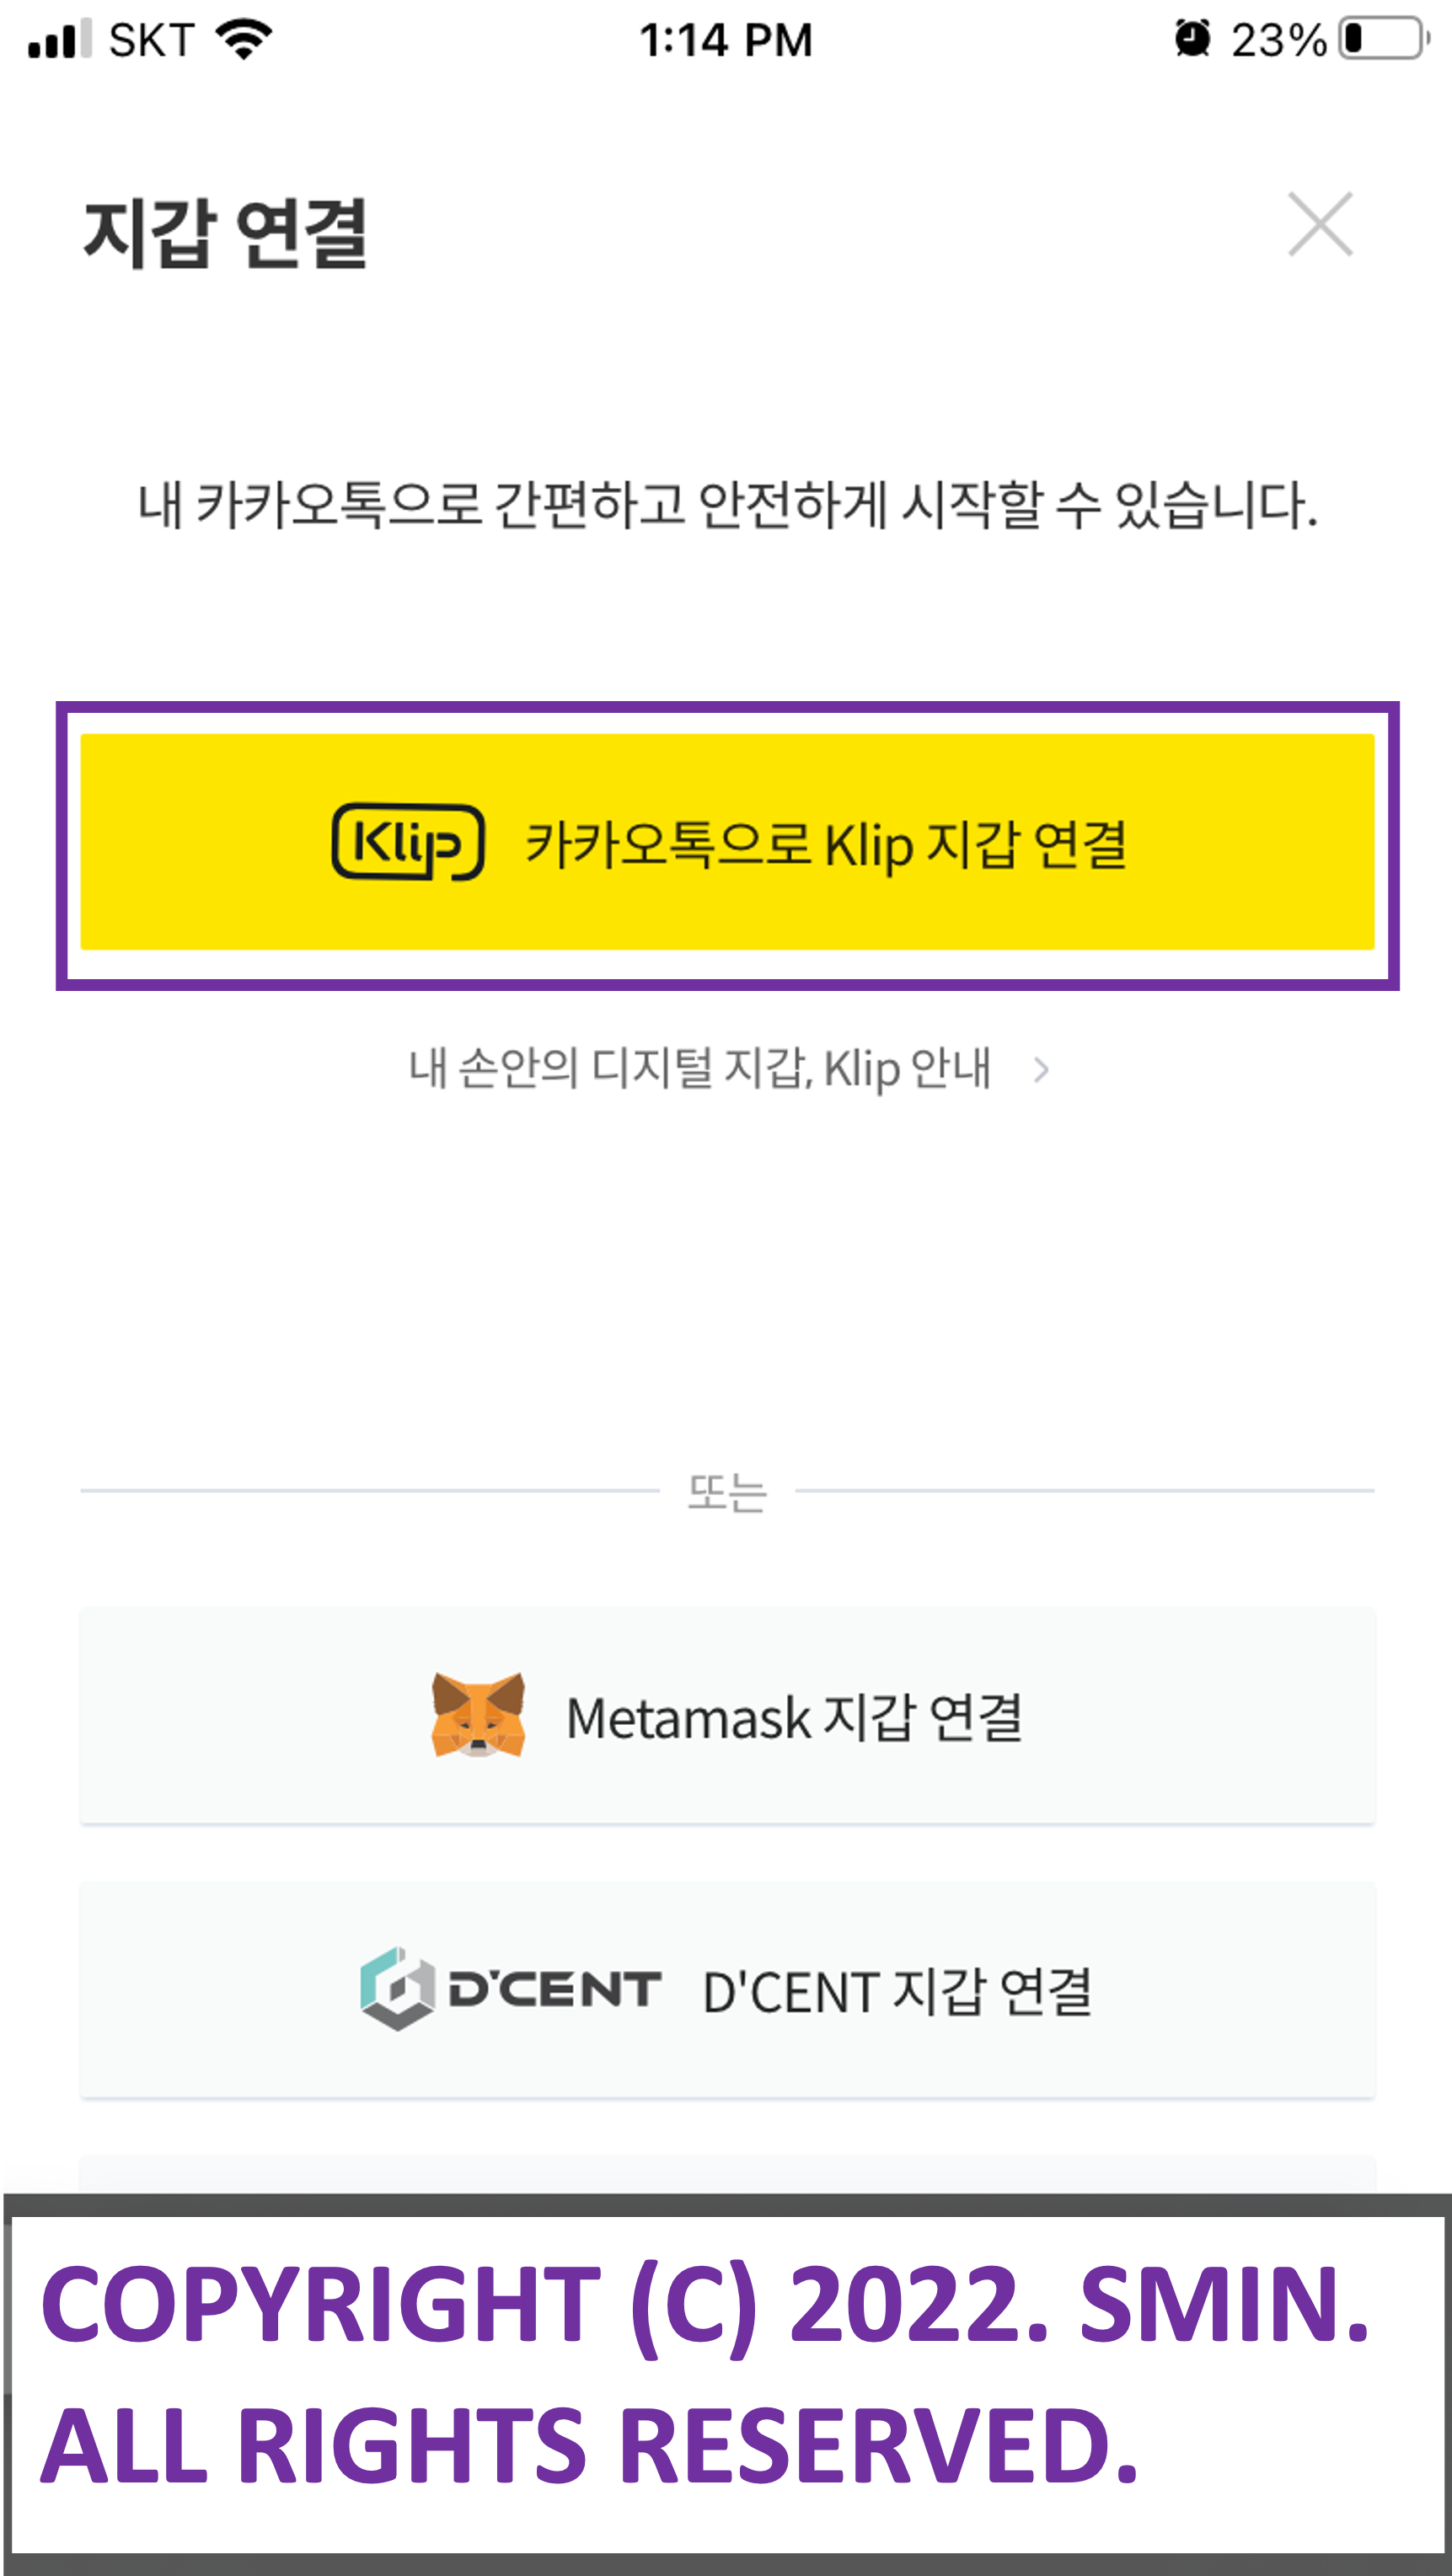 SKT
1:14 PM
23%
지갑 연결
내 카카오톡으로 간편하고 안전하게 시작할 수 있습니다.
Klip 카카오톡으로 Klip 지갑 연결
내 손안의 디지털 지갑, Klip 안내 >
또는
Metamask 지갑 연결
D'CENT D'CENT 지갑 연결
COPYRIGHT (C) 2022. SMIN.
ALL RIGHTS RESERVED.